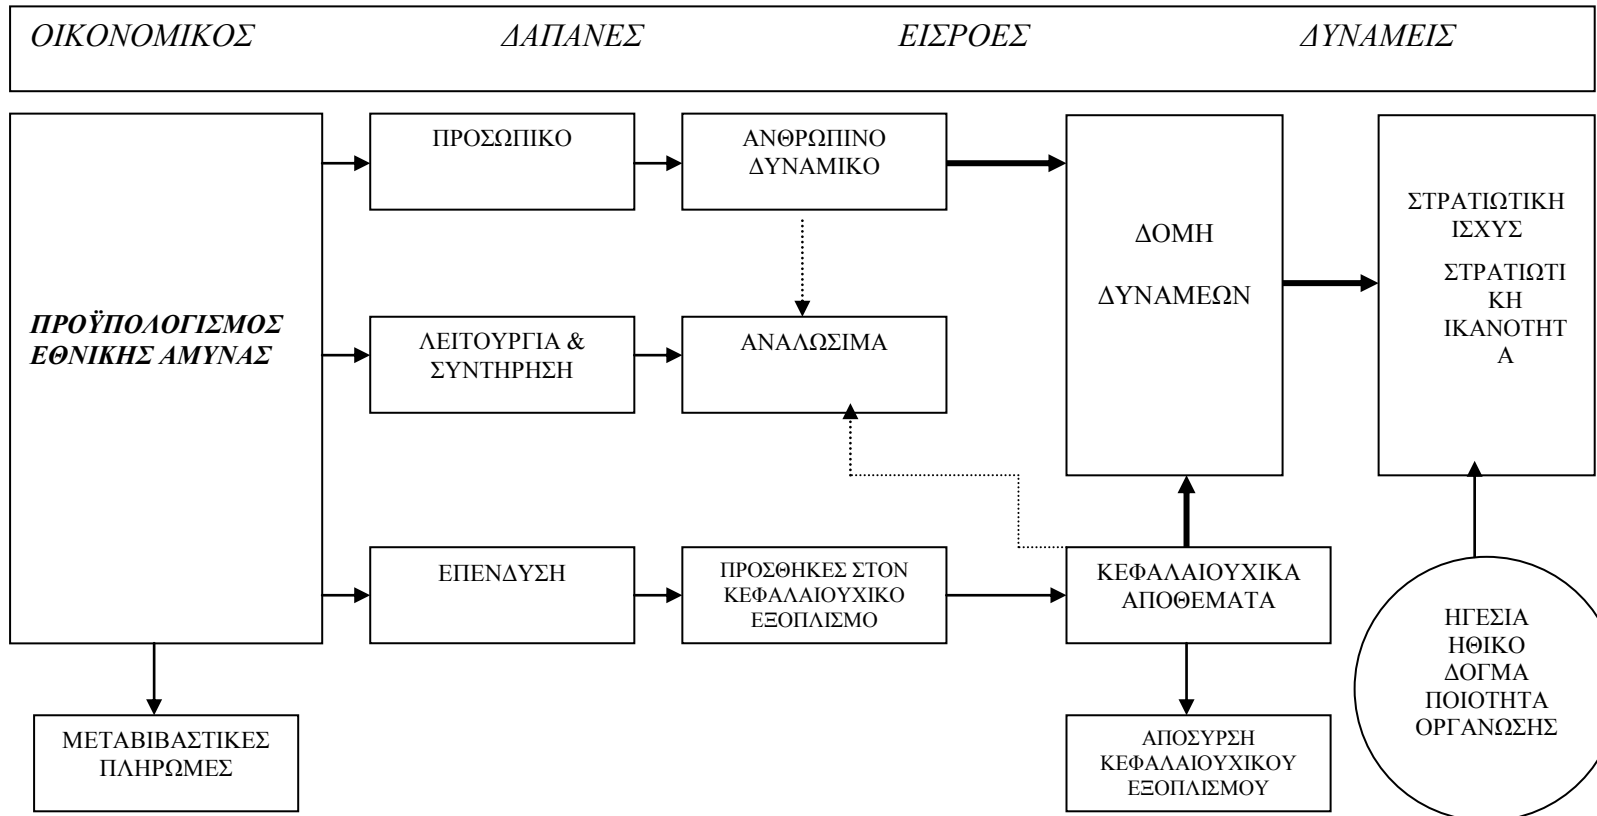 ΟΙΚΟΝΟΜΙΚΟΣ ΔΑΠΑΝΕΣ ΕΙΣΡΟΕΣ ΔΥΝΑΜΕΙΣ
ΠΡΟΣΩΠΙΚΟ
ΑΝΘΡΩΠΙΝΟ
ΔΥΝΑΜΙΚΟ
ΔΟΜΗ
ΔΥΝΑΜΕΩΝ
ΣΤΡΑΤΙΩΤΙΚΗ
ΙΣΧΥΣ
ΣΤΡΑΤΙΩΤΙ
ΚΗ
ΙΚΑΝΟΤΗΤ
Α
ΠΡΟΫΠΟΛΟΓΙΣΜΟΣ
ΕΘΝΙΚΗΣ ΑΜΥΝΑΣ
ΛΕΙΤΟΥΡΓΙΑ &
ΣΥΝΤΗΡΗΣΗ
ΑΝΑΛΩΣΙΜΑ
ΕΠΕΝΔΥΣΗ
ΠΡΟΣΘΗΚΕΣ ΣΤΟΝ
ΚΕΦΑΛΑΙΟΥΧΙΚΟ
ΕΞΟΠΛΙΣΜΟ
ΚΕΦΑΛΑΙΟΥΧΙΚΑ
ΑΠΟΘΕΜΑΤΑ
ΗΓΕΣΙΑ
ΗΘΙΚΟ
ΔΟΓΜΑ
ΠΟΙΟΤΗΤΑ
ΟΡΓΑΝΩΣΗΣ
ΜΕΤΑΒΙΒΑΣΤΙΚΕΣ
ΠΛΗΡΩΜΕΣ
ΑΠΟΣΥΡΣΗ
ΚΕΦΑΛΑΙΟΥΧΙΚΟΥ
ΕΞΟΠΛΙΣΜΟΥ